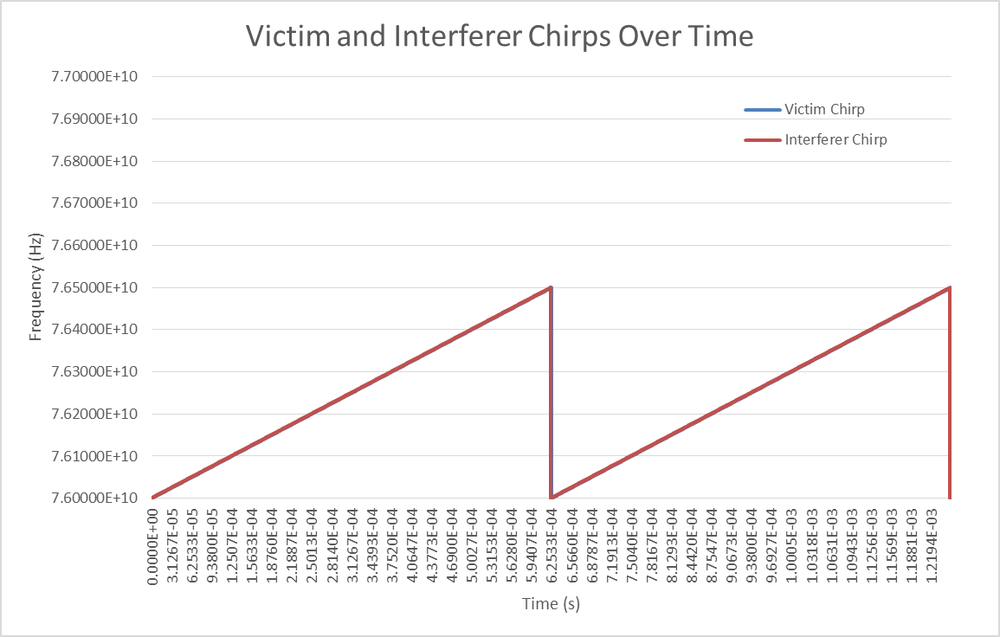 Victim and Interferer Chirps Over Time
7.70000E+10
7.69000E+10
7.68000E+10
7.67000E+10
7.66000E+10
7.65000E+10
7.64000E+10
7.63000E+10
7.62000E+10
7.61000E+10
7.60000E+10
Frequency (Hz)
Victim Chirp
Interferer Chirp
0.0000E+00
3.1267E-05
6.2533E-05
9.3800E-05
1.2507E-04
1.5633E-04
1.8760E-04
2.1887E-04
2.5013E-04
2.8140E-04
3.1267E-04
3.4393E-04
3.7520E-04
4.0647E-04
4.3773E-04
4.6900E-04
5.0027E-04
5.3153E-04
5.6280E-04
5.9407E-04
6.2533E-04
6.5660E-04
6.8787E-04
7.1913E-04
7.5040E-04
7.8167E-04
8.1293E-04
8.4420E-04
8.7547E-04
9.0673E-04
9.3800E-04
9.6927E-04
1.0005E-03
1.0318E-03
1.0631E-03
1.0943E-03
1.1256E-03
1.1569E-03
1.1881E-03
1.2194E-03
Time (s)